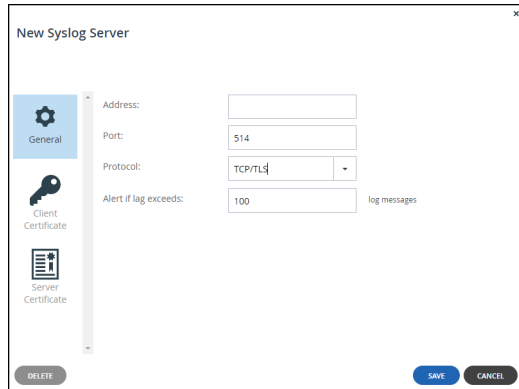 ×
New Syslog Server
General
Client
Certificate
Server
Certificate
Address:
Port:
514
Protocol:
TCP/TLS
Alert if lag exceeds:
100
log messages
DELETE
SAVE
CANCEL